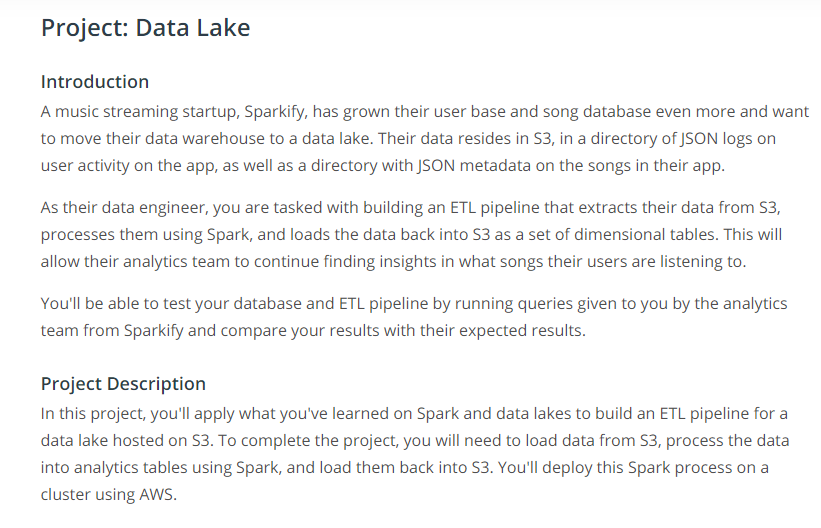 Project: Data Lake
Introduction
A music streaming startup, Sparkify, has grown their user base and song database even more and want
to move their data warehouse to a data lake. Their data resides in S3, in a directory of JSON logs on
user activity on the app, as well as a directory with JSON metadata on the songs in their app.
As their data engineer, you are tasked with building an ETL pipeline that extracts their data from S3,
processes them using Spark, and loads the data back into S3 as a set of dimensional tables. This will
allow their analytics team to continue finding insights in what songs their users are listening to.
You'll be able to test your database and ETL pipeline by running queries given to you by the analytics
team from Sparkify and compare your results with their expected results.
Project Description
In this project, you'll apply what you've learned on Spark and data lakes to build an ETL pipeline for a
data lake hosted on S3. To complete the project, you will need to load data from S3, process the data
into analytics tables using Spark, and load them back into S3. You'll deploy this Spark process on a
cluster using AWS.